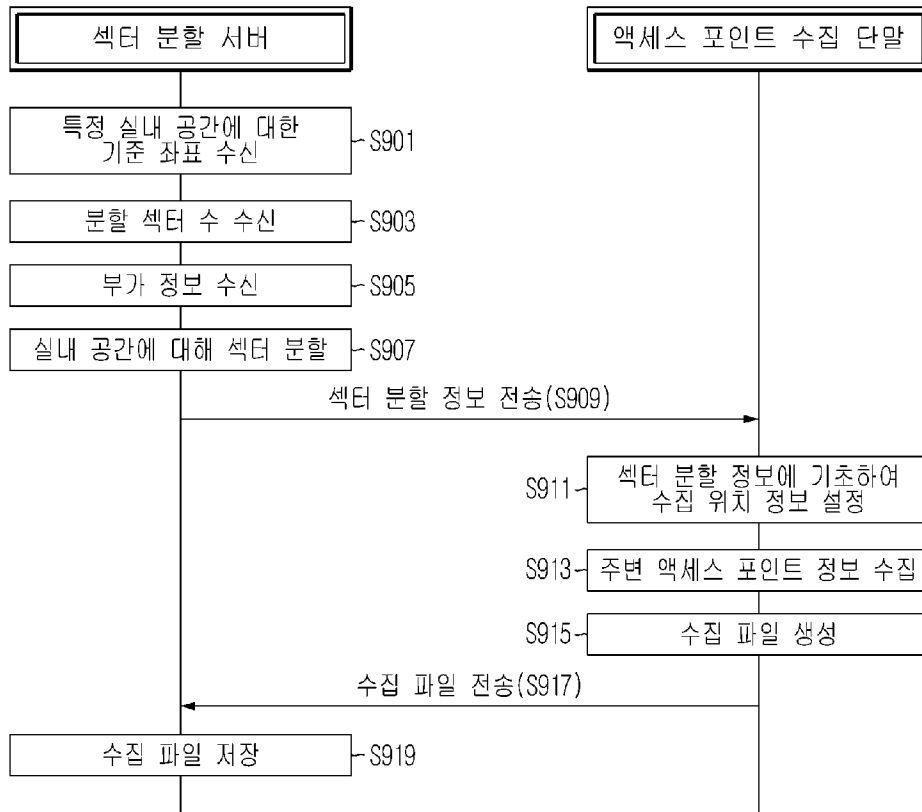 섹터 분할 서버
액세스 포인트 수집 단말
특정 실내 공간에 대한
기준 좌표 수신
S901
분할 섹터 수 수신
S903
부가 정보 수신
S905
실내 공간에 대해 섹터 분할
S907
섹터 분할 정보 전송(S909)
S911
섹터 분할 정보에 기초하여
수집 위치 정보 설정
S913
주변 액세스 포인트 정보 수집
S915
수집 파일 생성
수집 파일 전송(S917)
수집 파일 저장
S919